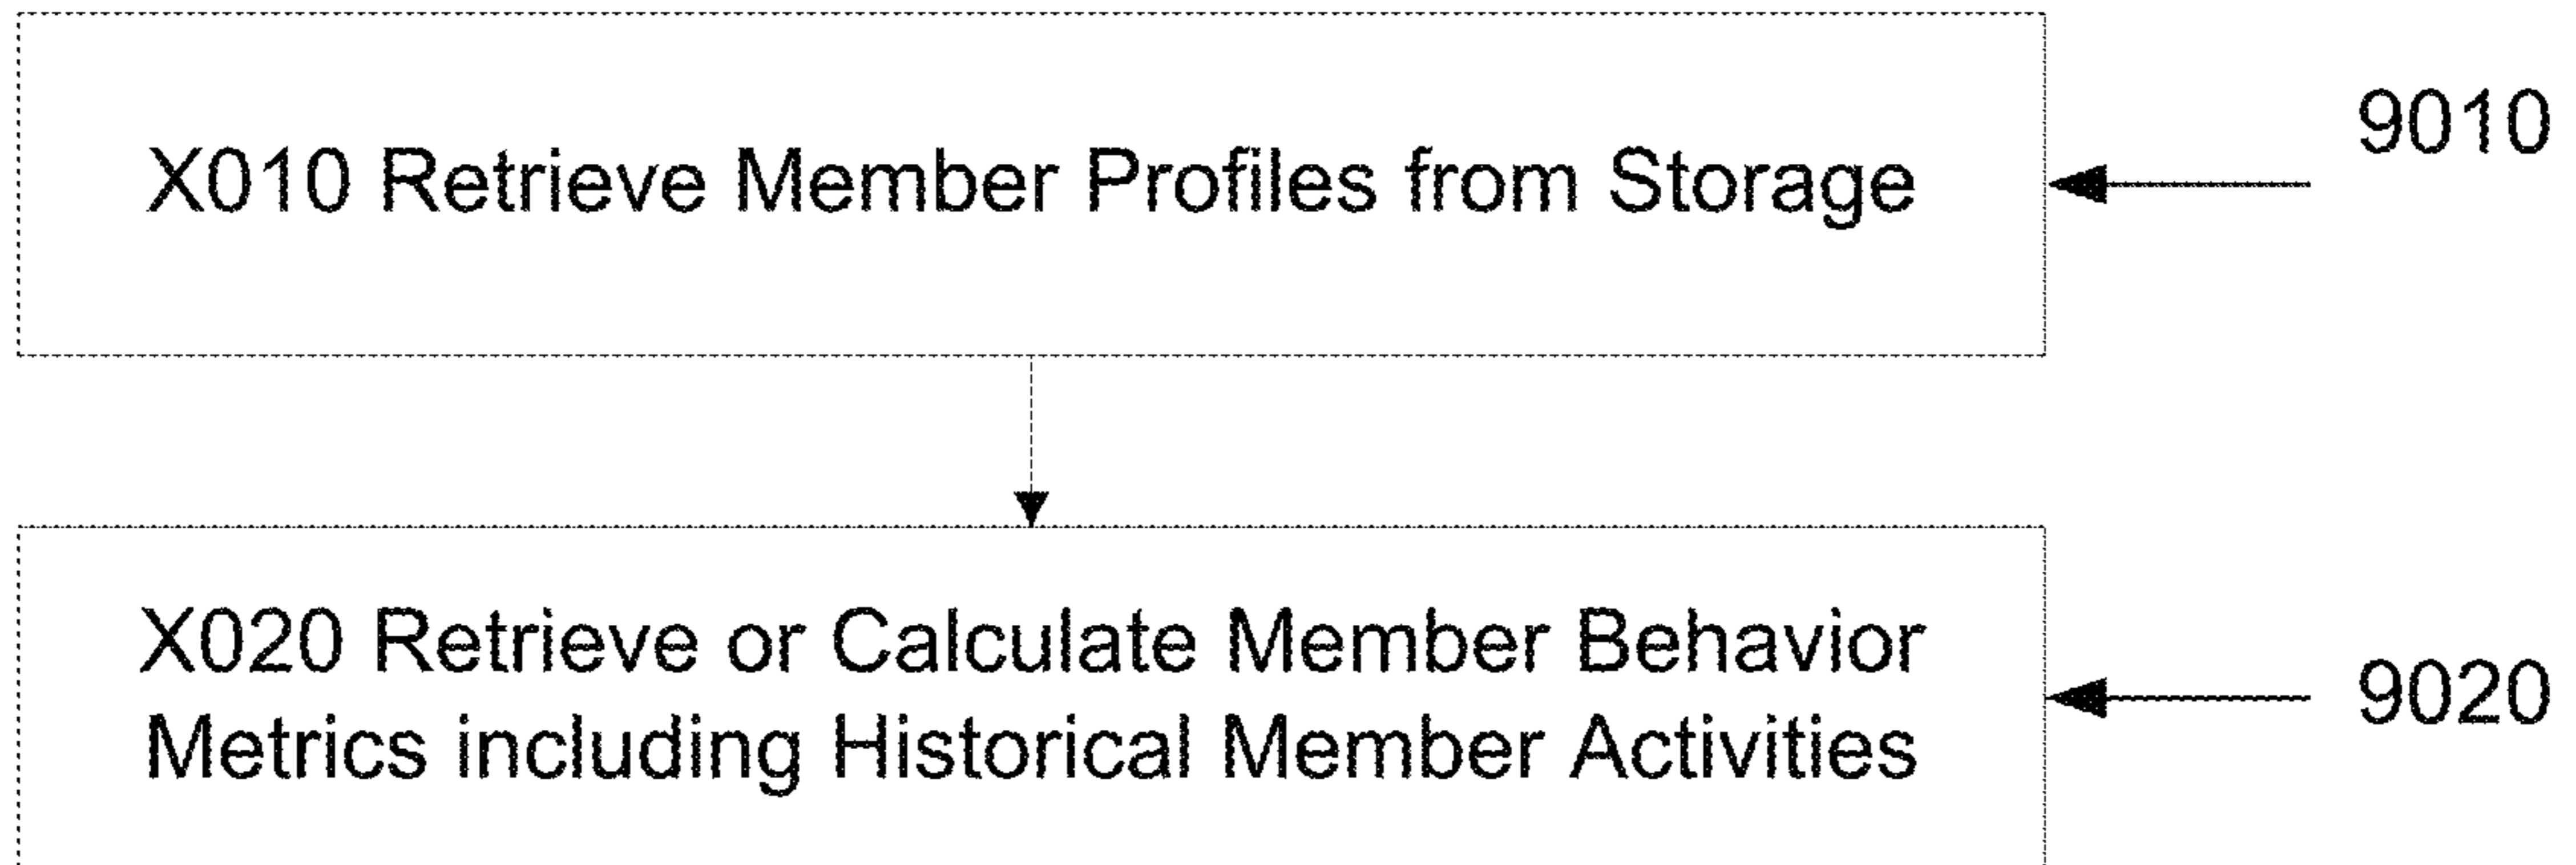 X010 Retrieve Member Profiles from Storage
9010
X020 Retrieve or Calculate Member Behavior
Metrics including Historical Member Activities
9020